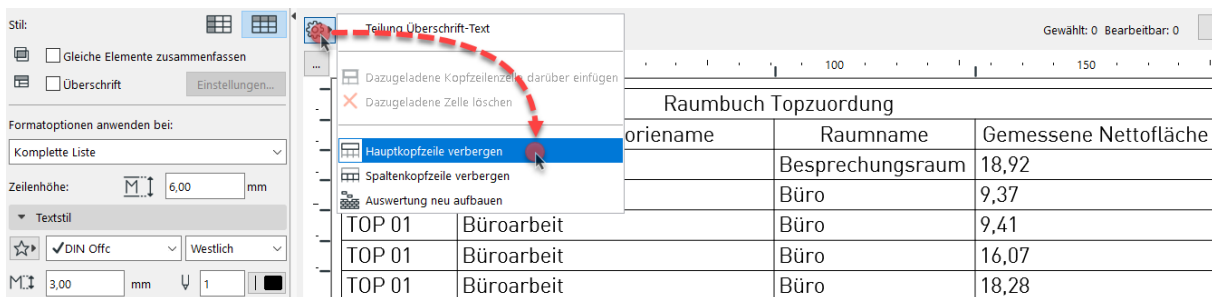 Stil:
Gleiche Elemente zusammenfassen
Überschrift
Einstellungen...
Formatoptionen anwenden bei:
Komplette Liste
Zeilenhöhe:
6,00
mm
Textstil
DIN Offc
Westlich
3,00
mm
1
...
Teilung Überschrift-Text
Dazugeladene Kopfzeilenzelle darüber einfügen
Dazugeladene Zelle löschen
Hauptkopfzeile verbergen
Spaltenkopfzeile verbergen
Auswertung neu aufbauen
Gewählt: 0 Bearbeitbar: 0
100
150
Raumbuch Topzuordung
oriename Raumname Gemessene Nettofläche
Besprechungsraum 18,92
Büro 9,37
TOP 01 Büroarbeit Büro 9,41
TOP 01 Büroarbeit Büro 16,07
TOP 01 Büroarbeit Büro 18,28